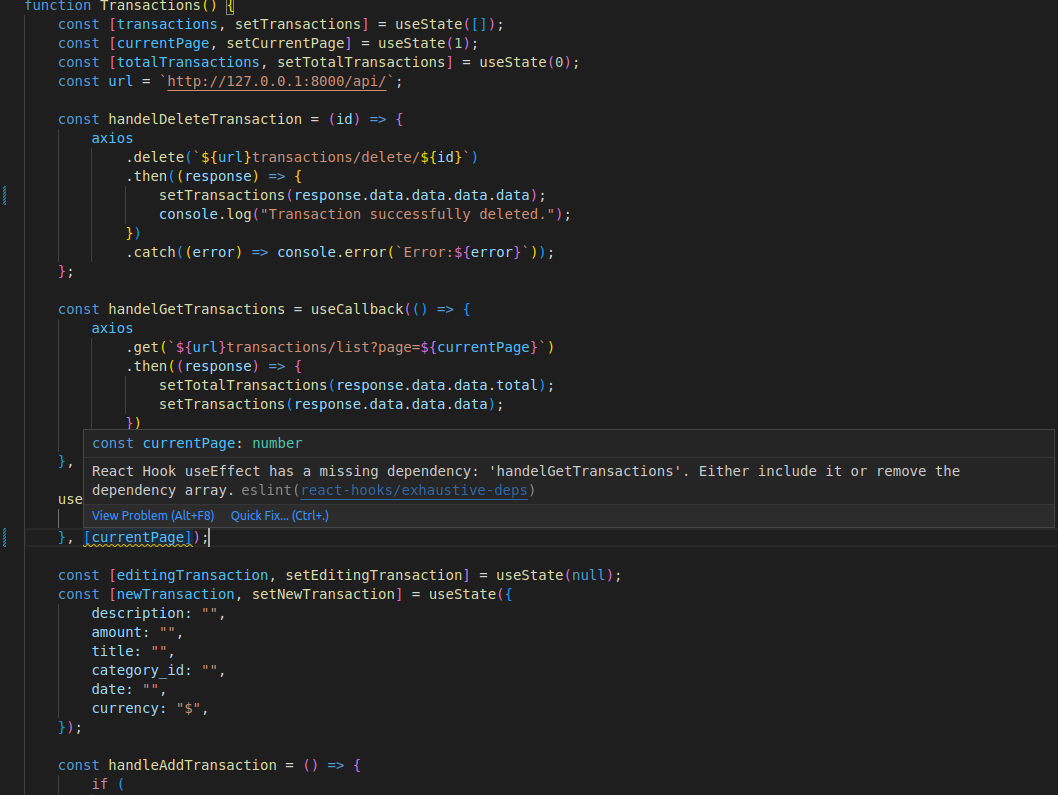 function Transactions() {
const [transactions, setTransactions] = useState([]);
const [currentPage, setCurrentPage] = useState(1);
const [totalTransactions, setTotalTransactions] = useState(0);
const url = `http://127.0.0.1:8000/api/`;
const handelDeleteTransaction = (id) => {
axios
.delete(`${url}transactions/delete/${id}`)
.then((response) => {
setTransactions(response.data.data.data.data);
console.log("Transaction successfully deleted.");
})
.catch((error) => console.error(`Error:${error}`));
};
const handelGetTransactions = useCallback(() => {
axios
.get(`${url}transactions/list?page=${currentPage}`)
.then((response) => {
setTotalTransactions(response.data.data.total);
setTransactions(response.data.data.data);
})
const currentPage: number
},
React Hook useEffect has a missing dependency: 'handelGetTransactions'. Either include it or remove the
dependency array. eslint(react-hooks/exhaustive-deps)
use
View Problem (Alt+F8) Quick Fix... (Ctrl+.)
}, [currentPage]);
const [editingTransaction, setEditingTransaction] = useState(null);
const [newTransaction, setNewTransaction] = useState({
description: "",
amount: "",
title: "",
category_id: "",
date: "",
currency: "$",
});
const handleAddTransaction = () => {
if (